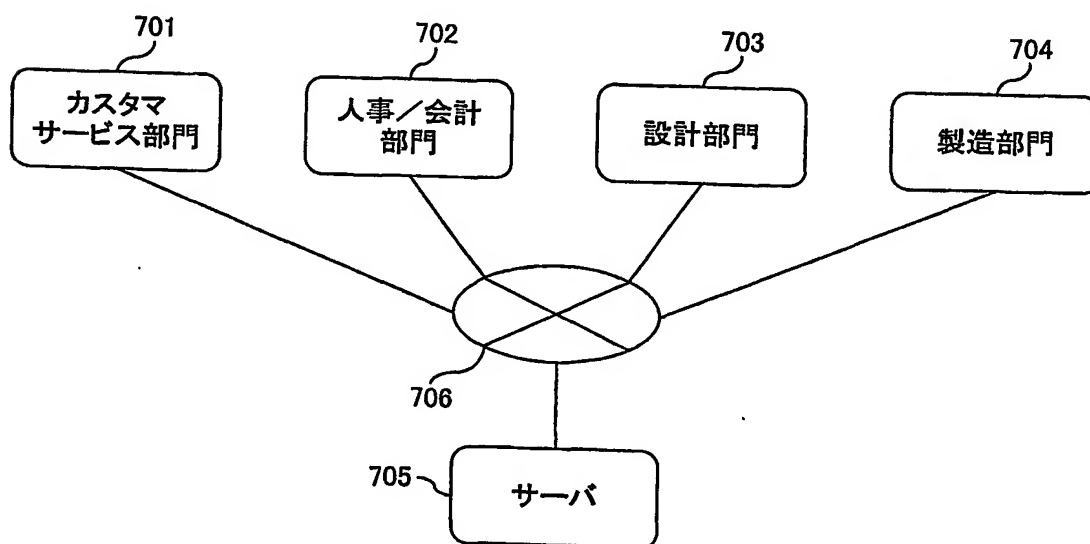 701
カスタマ
サービス部門
702
人事／会計
部門
703
設計部門
704
製造部門
706
705
サーバ